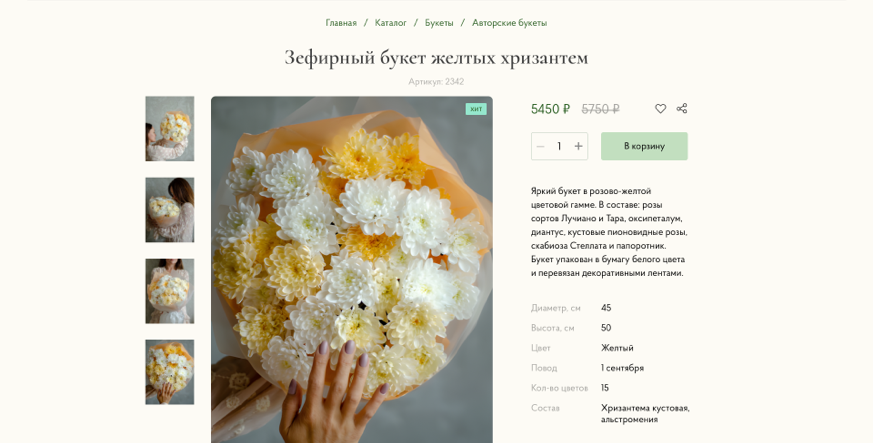 Главная / Каталог / Букеты / Авторские букеты
Зефирный букет желтых хризантем
Артикул: 2342
ХИТ
5450 ₽ 5750 ₽
1
В корзину
Яркий букет в розово-желтой
цветовой гамме. В составе: розы
сортов Лучиано и Тара, оксипеталум,
диантус, кустовые пионовидные розы,
скабиоза Стеллата и папоротник.
Букет упакован в бумагу белого цвета
и перевязан декоративными лентами.
Диаметр, см 45
Высота, см 50
Цвет Желтый
Повод 1 сентября
Кол-во цветов 15
Состав Хризантема кустовая,
альстромения